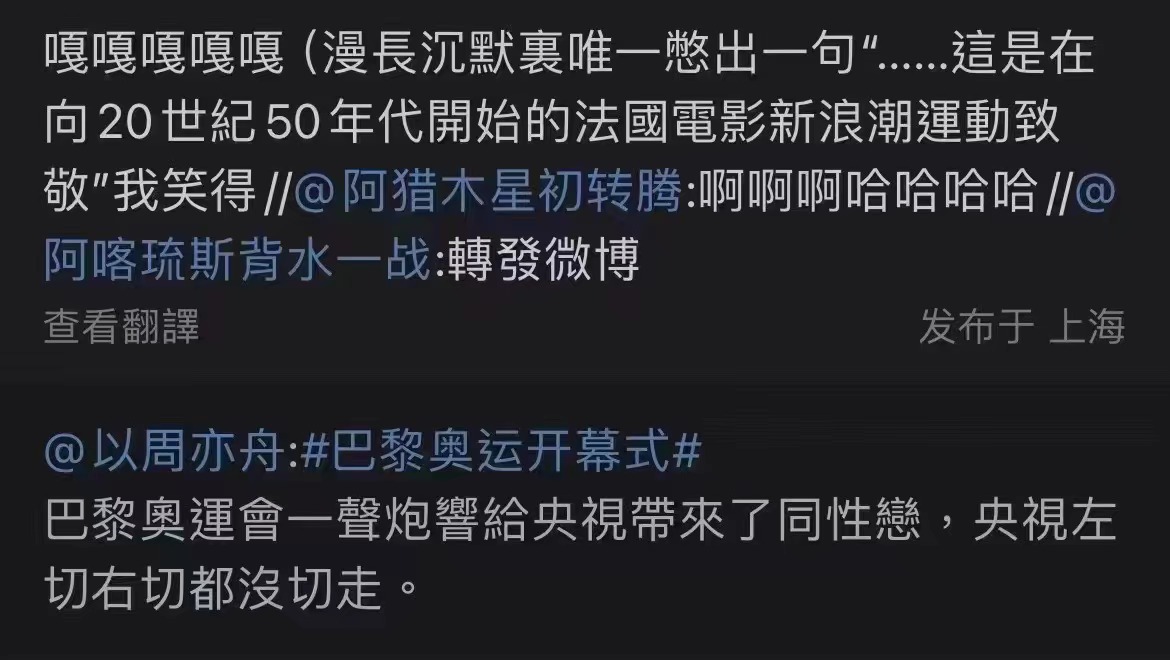 嘎嘎嘎嘎嘎（漫長沉默裏唯一憋出一句“……這是在
向20世紀50年代開始的法國電影新浪潮運動致
敬”我笑得//@阿猎木星初转腾:啊啊啊哈哈哈哈//@
阿喀琉斯背水一战:轉發微博
查看翻譯
发布于 上海
@以周亦舟:#巴黎奥运开幕式#
巴黎奧運會一聲炮響給央視帶來了同性戀，央視左
切右切都沒切走。